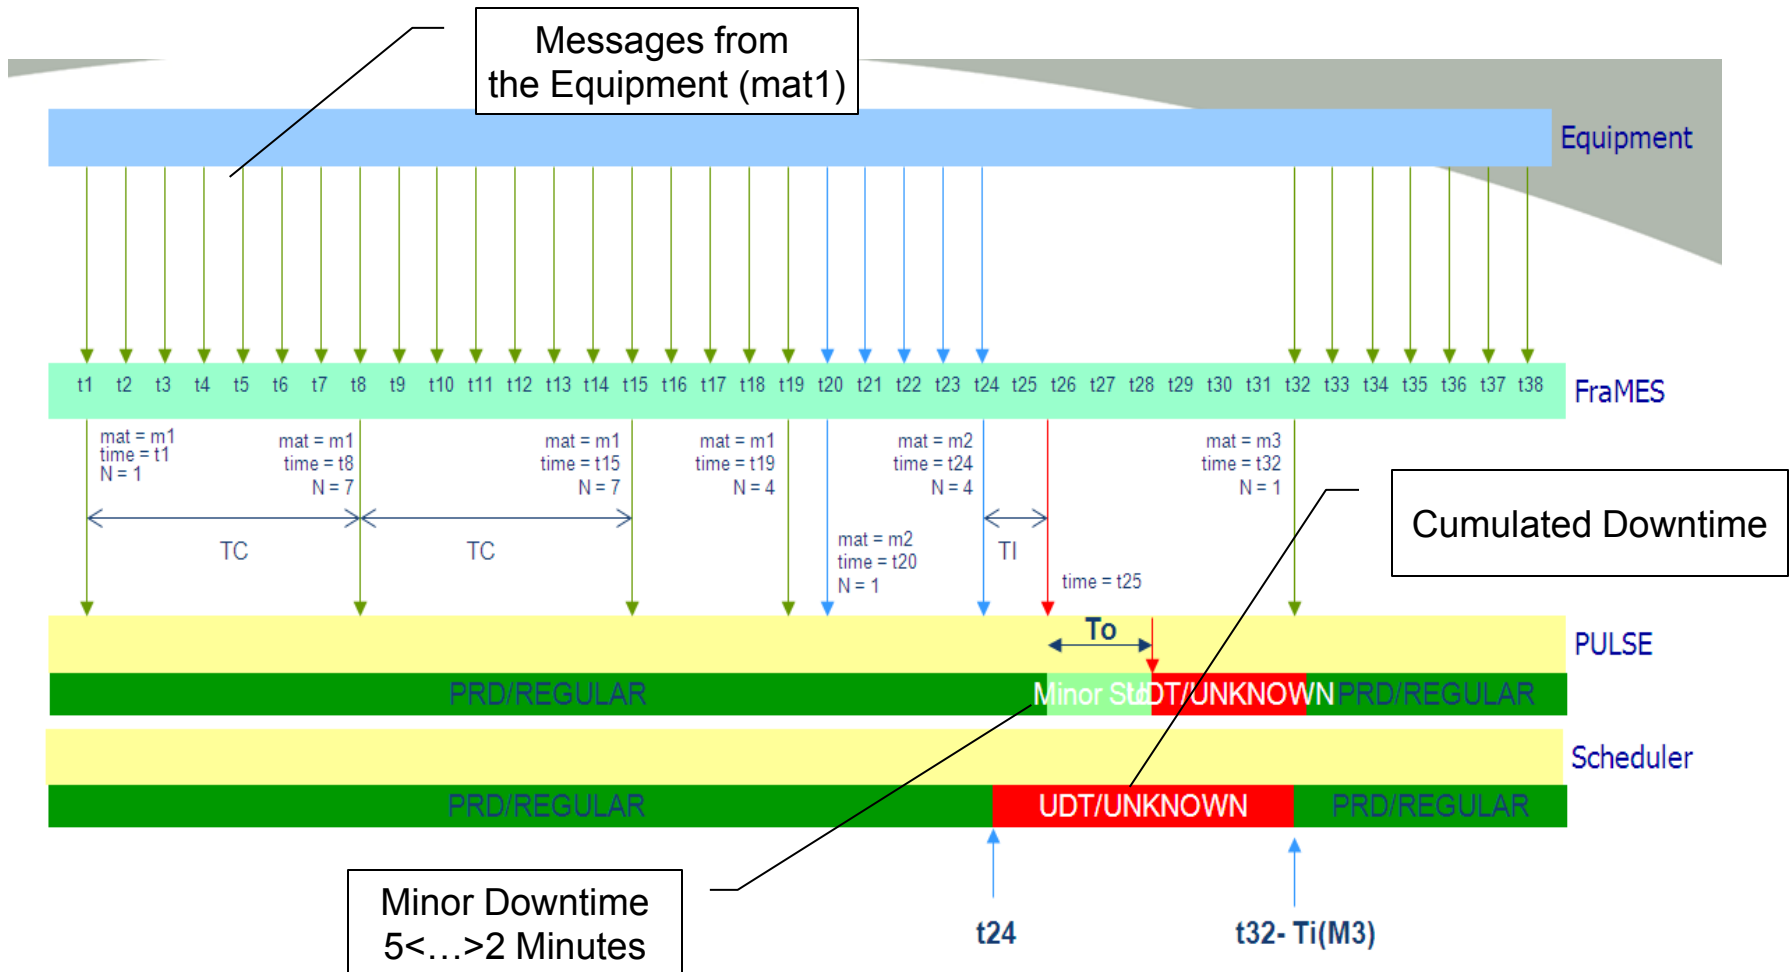 Messages from
the Equipment (mat1)
Equipment
t1 t2 t3 t4 t5 t6 t7 t8 t9 t10 t11 t12 t13 t14 t15 t16 t17 t18 t19 t20 t21 t22 t23 t24 t25 t26 t27 t28 t29 t30 t31 t32 t33 t34 t35 t36 t37 t38
FraMES
mat = m1
time = t1
N = 1
mat = m1
time = t8
N = 7
mat = m1
time = t15
N = 7
mat = m1
time = t19
N = 4
mat = m2
time = t24
N = 4
mat = m3
time = t32
N = 1
TC
TC
mat = m2
time = t20
N = 1
TI
time = t25
Cumulated Downtime
To
PULSE
PRD/REGULAR
Minor Sto
UDT/UNKNOWN
PRD/REGULAR
Scheduler
PRD/REGULAR
UDT/UNKNOWN
PRD/REGULAR
Minor Downtime
5<...>2 Minutes
t24
t32- Ti(M3)